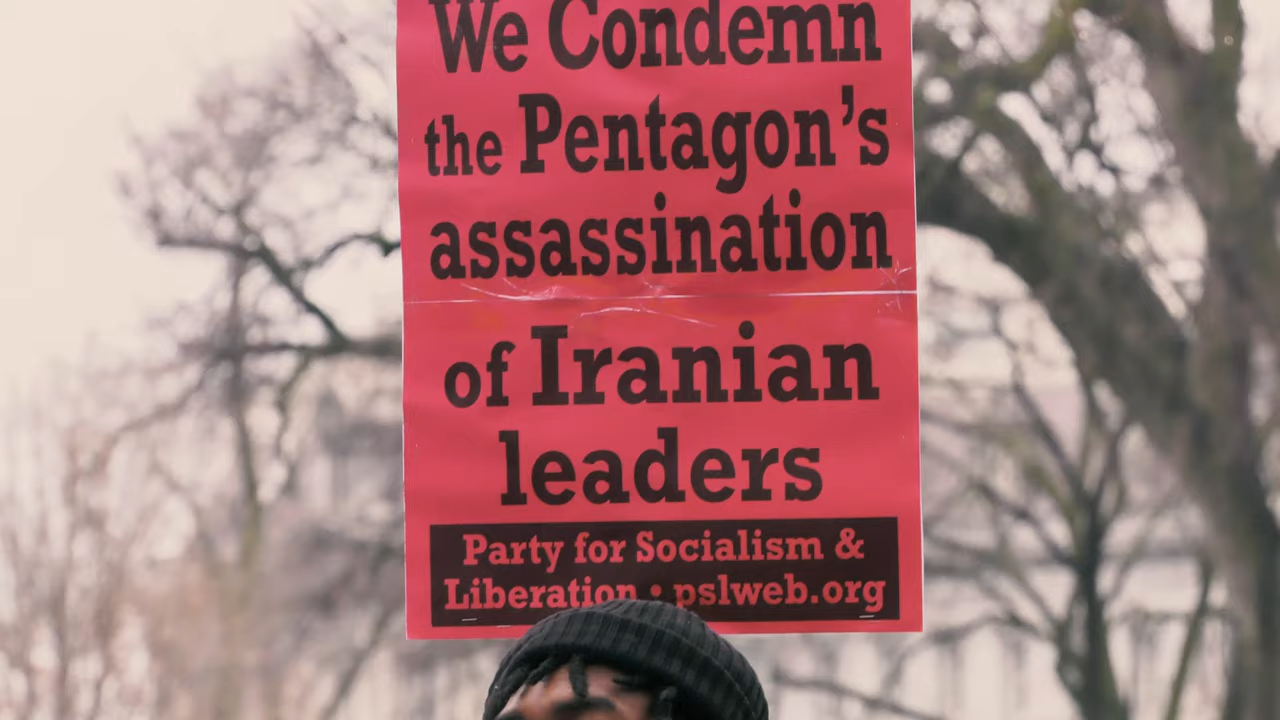 We Condemn
the Pentagon's
assassination
of Iranian
leaders
Party for Socialism &
Liberation • pslweb.org